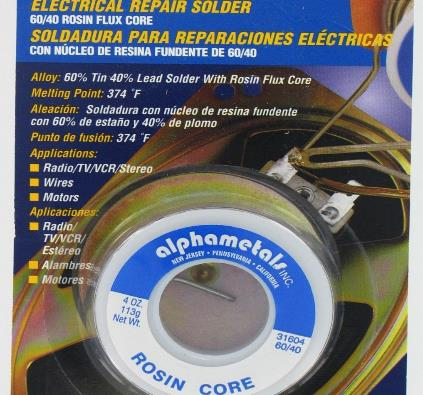 ELECTRICAL REPAIR SOLDER
60/40 ROSIN FLUX CORE
SOLDADURA PARA REPARACIONES ELÉCTRICAS
CON NÚCLEO DE RESINA FUNDENTE DE 60/40
Alloy: 60% Tin 40% Lead Solder With Rosin Flux Core
Melting Point: 374 °F
Aleación: Soldadura con núcleo de resina fundente
con 60% de estaño y 40% de plomo
Punto de fusión: 374 °F
Applications:
Radio/TV/VCR/Stereo
Wires
Motors
Aplicaciones:
Radio/
TV/VCR/
Estéreo
Alambres
Motores
alphametals INC.
NEW JERSEY • PENNSYLVANIA • CALIFORNIA
4 OZ.
113g
Net Wt.
31604
60/40
ROSIN CORE